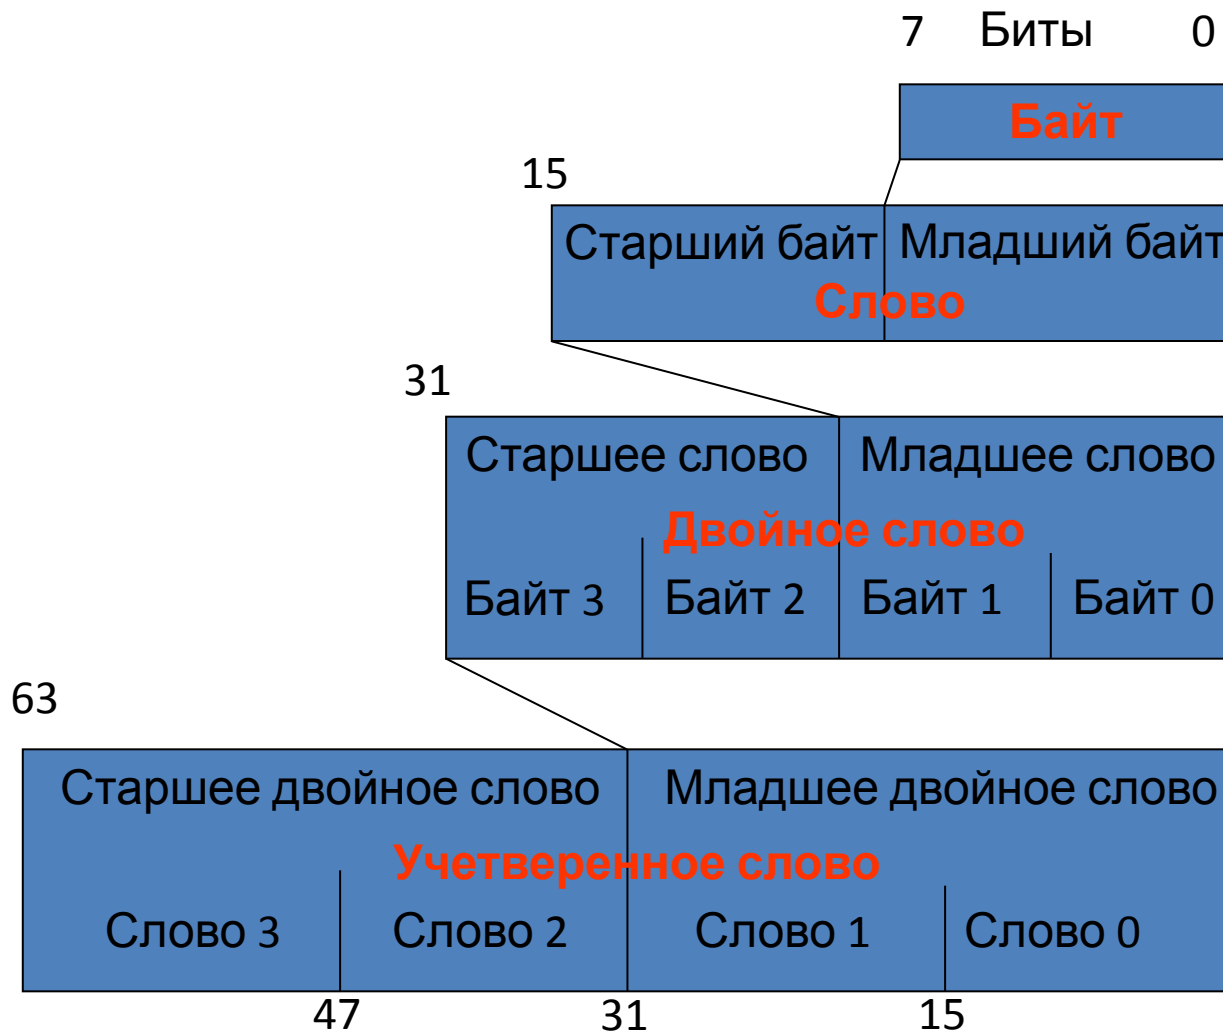 7 Биты 0
Байт
15
Старший байт Младший байт
Слово
31
Старшее слово Младшее слово
Двойное слово
Байт 3 Байт 2 Байт 1 Байт 0
63
Старшее двойное слово Младшее двойное слово
Учетверенное слово
Слово 3 Слово 2 Слово 1 Слово 0
47 31 15